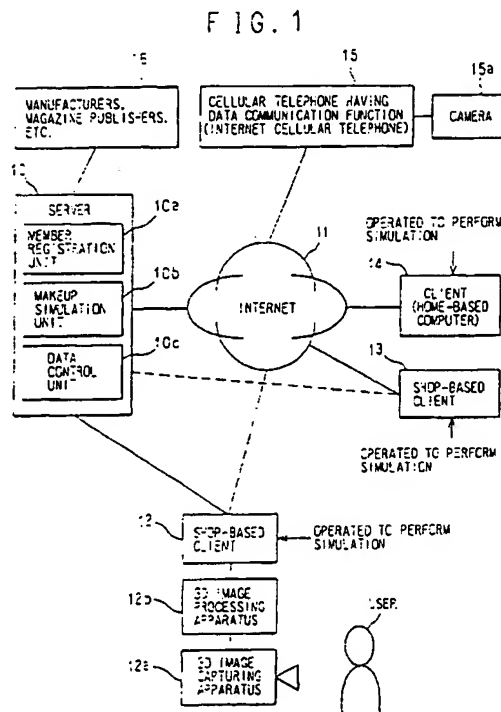 FIG. 1
16
MANUFACTURERS,
MAGAZINE PUBLISHERS,
ETC.
15
CELLULAR TELEPHONE HAVING
DATA COMMUNICATION FUNCTION
(INTERNET CELLULAR TELEPHONE)
15a
CAMERA
10
SERVER
10a
MEMBER
REGISTRATION
UNIT
10b
MAKEUP
SIMULATION
UNIT
10c
DATA
CONTROL
UNIT
11
INTERNET
OPERATED TO PERFORM
SIMULATION
14
CLIENT
(HOME-BASED
COMPUTER)
13
SHOP-BASED
CLIENT
OPERATED TO PERFORM
SIMULATION
12
SHOP-BASED
CLIENT
OPERATED TO PERFORM
SIMULATION
12b
3D IMAGE
PROCESSING
APPARATUS
12a
3D IMAGE
CAPTURING
APPARATUS
USER